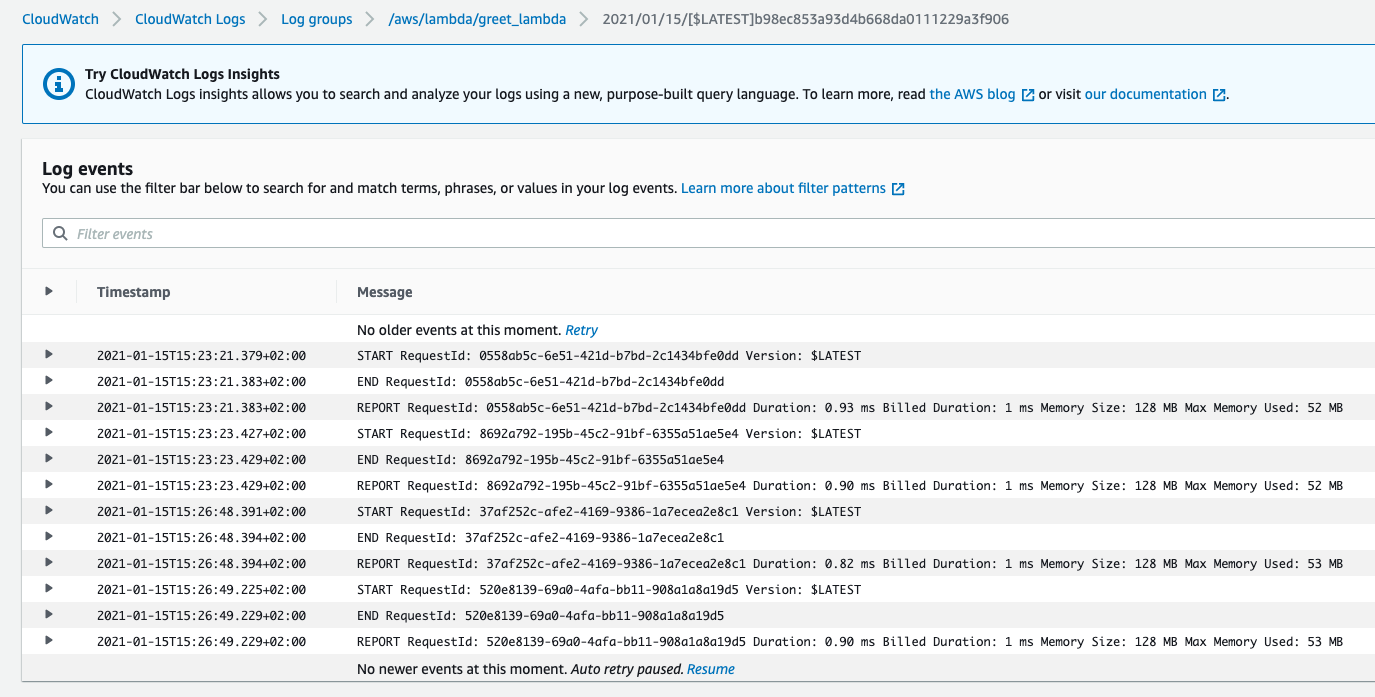 CloudWatch CloudWatch Logs Log groups /aws/lambda/greet_lambda 2021/01/15/[$LATEST]b98ec853a93d4b668da0111229a3f906
Try CloudWatch Logs Insights
CloudWatch Logs insights allows you to search and analyze your logs using a new, purpose-built query language. To learn more, read the AWS blog or visit our documentation .
Log events
You can use the filter bar below to search for and match terms, phrases, or values in your log events. Learn more about filter patterns
Filter events
Timestamp Message
No older events at this moment. Retry
2021-01-15T15:23:21.379+02:00 START RequestId: 0558ab5c-6e51-421d-b7bd-2c1434bfe0dd Version: $LATEST
2021-01-15T15:23:21.383+02:00 END RequestId: 0558ab5c-6e51-421d-b7bd-2c1434bfe0dd
2021-01-15T15:23:21.383+02:00 REPORT RequestId: 0558ab5c-6e51-421d-b7bd-2c1434bfe0dd Duration: 0.93 ms Billed Duration: 1 ms Memory Size: 128 MB Max Memory Used: 52 MB
2021-01-15T15:23:23.427+02:00 START RequestId: 8692a792-195b-45c2-91bf-6355a51ae5e4 Version: $LATEST
2021-01-15T15:23:23.429+02:00 END RequestId: 8692a792-195b-45c2-91bf-6355a51ae5e4
2021-01-15T15:23:23.429+02:00 REPORT RequestId: 8692a792-195b-45c2-91bf-6355a51ae5e4 Duration: 0.90 ms Billed Duration: 1 ms Memory Size: 128 MB Max Memory Used: 52 MB
2021-01-15T15:26:48.391+02:00 START RequestId: 37af252c-afe2-4169-9386-1a7ecea2e8c1 Version: $LATEST
2021-01-15T15:26:48.394+02:00 END RequestId: 37af252c-afe2-4169-9386-1a7ecea2e8c1
2021-01-15T15:26:48.394+02:00 REPORT RequestId: 37af252c-afe2-4169-9386-1a7ecea2e8c1 Duration: 0.82 ms Billed Duration: 1 ms Memory Size: 128 MB Max Memory Used: 53 MB
2021-01-15T15:26:49.225+02:00 START RequestId: 520e8139-69a0-4afa-bb11-908a1a8a19d5 Version: $LATEST
2021-01-15T15:26:49.229+02:00 END RequestId: 520e8139-69a0-4afa-bb11-908a1a8a19d5
2021-01-15T15:26:49.229+02:00 REPORT RequestId: 520e8139-69a0-4afa-bb11-908a1a8a19d5 Duration: 0.90 ms Billed Duration: 1 ms Memory Size: 128 MB Max Memory Used: 53 MB
No newer events at this moment. Auto retry paused. Resume